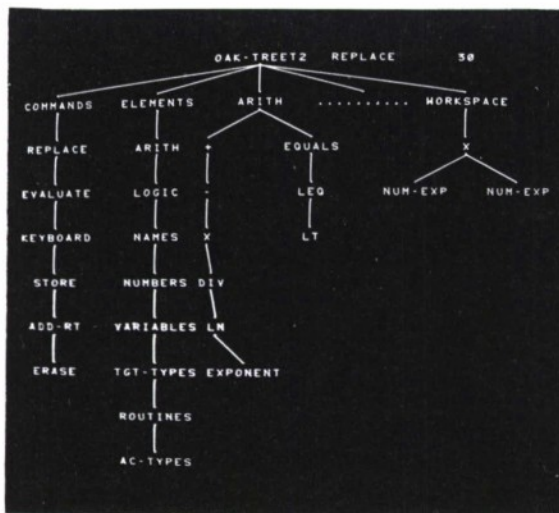 OAK-TREET2 REPLACE 30
COMMANDS ELEMENTS ARITH .......... WORKSPACE
REPLACE ARITH + EQUALS X
EVALUATE LOGIC - LEQ NUM-EXP NUM-EXP
KEYBOARD NAMES X LT
STORE NUMBERS DIV
ADD-RT VARIABLES LN
ERASE TGT-TYPES EXPONENT
ROUTINES
AC-TYPES